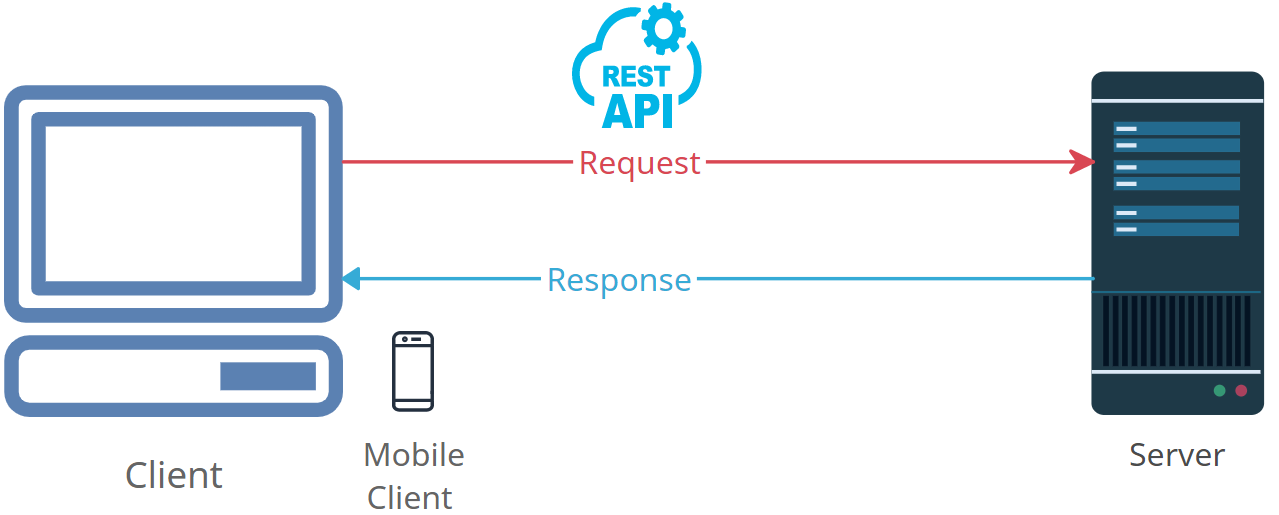 REST
API
Request
Response
Client
Mobile
Client
Server